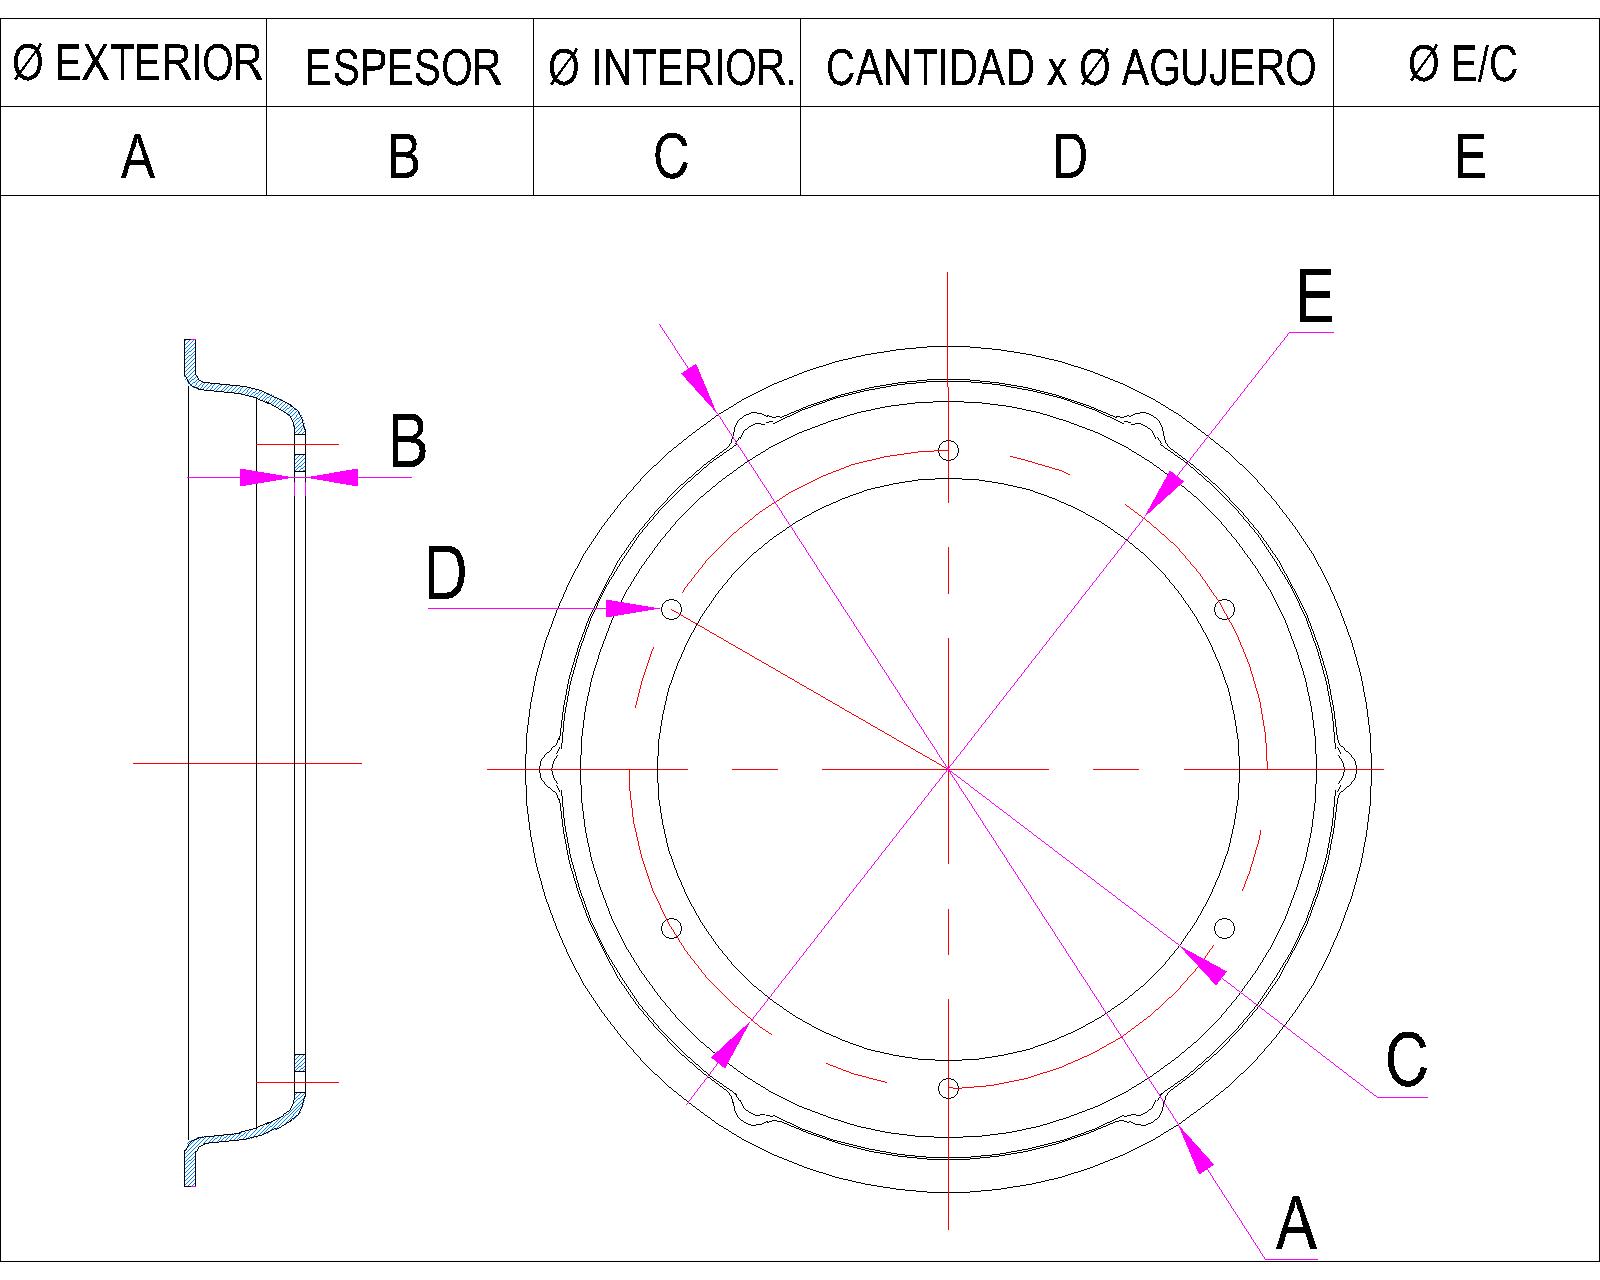 Ø EXTERIOR ESPESOR Ø INTERIOR. CANTIDAD x Ø AGUJERO Ø E/C
A B C D E
E
B
D
C
A